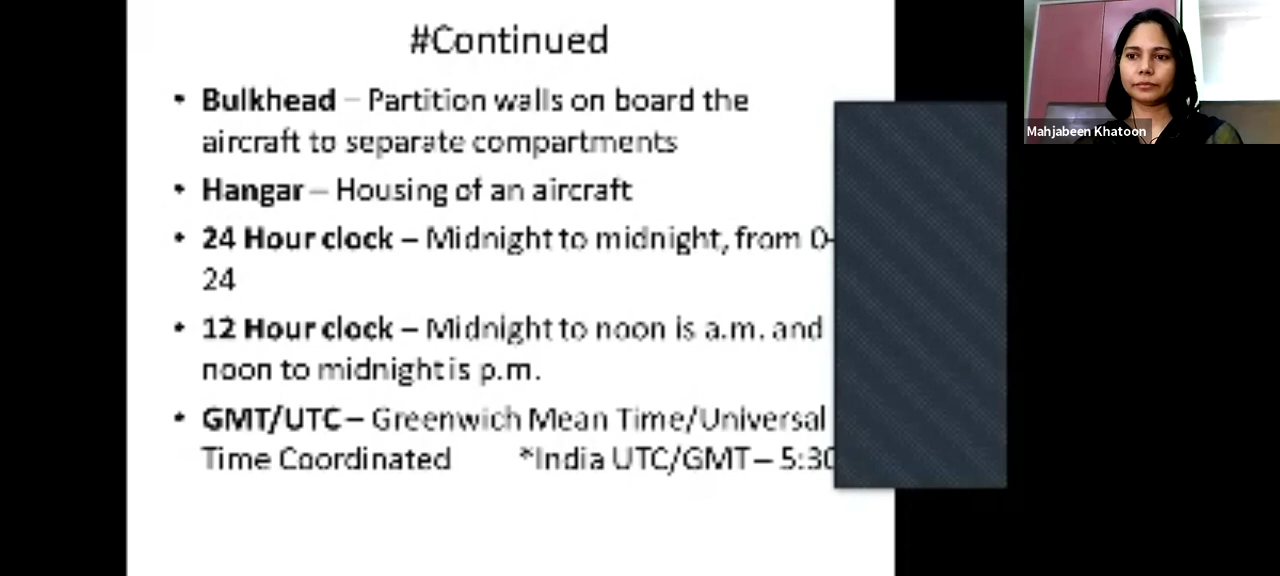 #Continued
• Bulkhead – Partition walls on board the
aircraft to separate compartments
• Hangar – Housing of an aircraft
• 24 Hour clock – Midnight to midnight, from 0-
24
• 12 Hour clock – Midnight to noon is a.m. and
noon to midnight is p.m.
• GMT/UTC – Greenwich Mean Time/Universal
Time Coordinated *India UTC/GMT – 5:30
Mahjabeen Khatoon